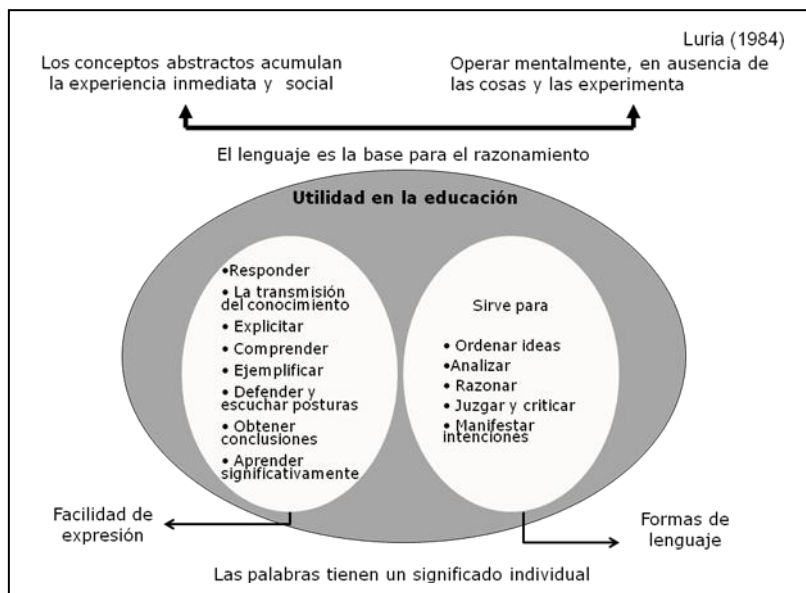 Luria (1984)
Los conceptos abstractos acumulan
la experiencia inmediata y social
Operar mentalmente, en ausencia de
las cosas y las experimenta
El lenguaje es la base para el razonamiento
Utilidad en la educación
•Responder
• La transmisión
del conocimiento
• Explicitar
• Comprender
• Ejemplificar
• Defender y
escuchar posturas
• Obtener
conclusiones
• Aprender
significativamente
Sirve para
• Ordenar ideas
•Analizar
• Razonar
• Juzgar y criticar
• Manifestar
intenciones
Facilidad de
expresión
Formas de
lenguaje
Las palabras tienen un significado individual